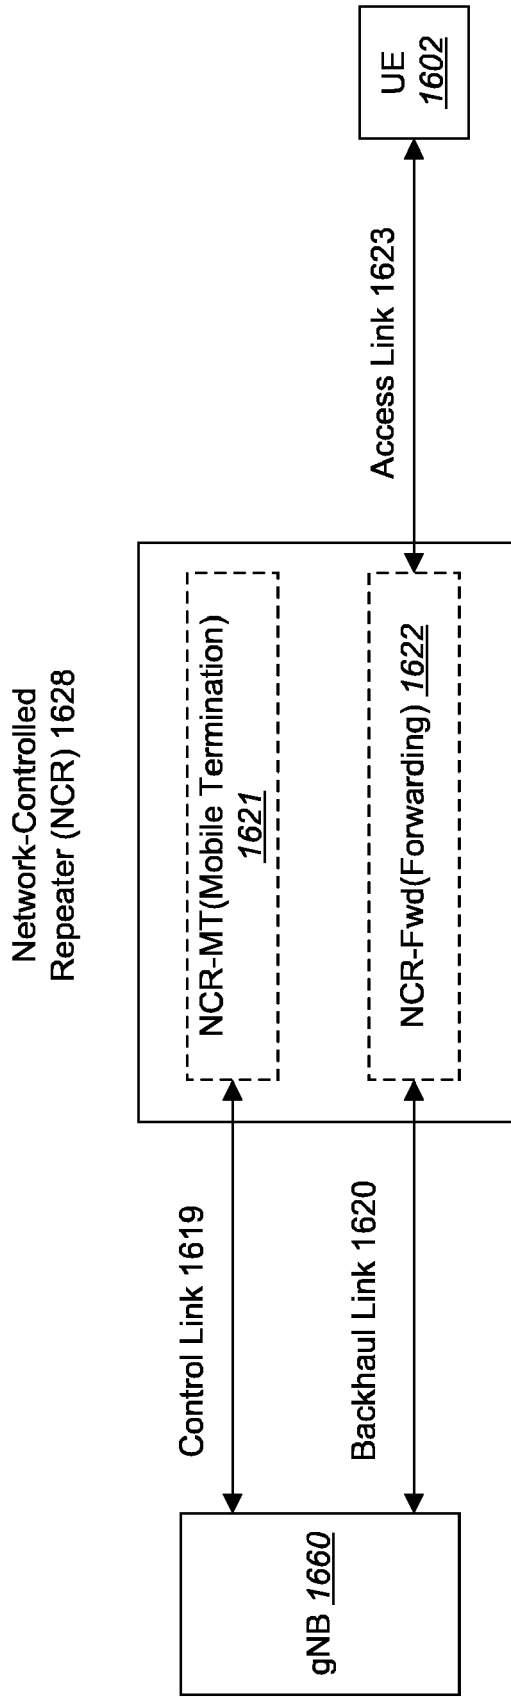 Network-Controlled
Repeater (NCR) 1628
gNB 1660
Control Link 1619
Backhaul Link 1620
NCR-MT(Mobile Termination)
1621
NCR-Fwd(Forwarding) 1622
Access Link 1623
UE
1602